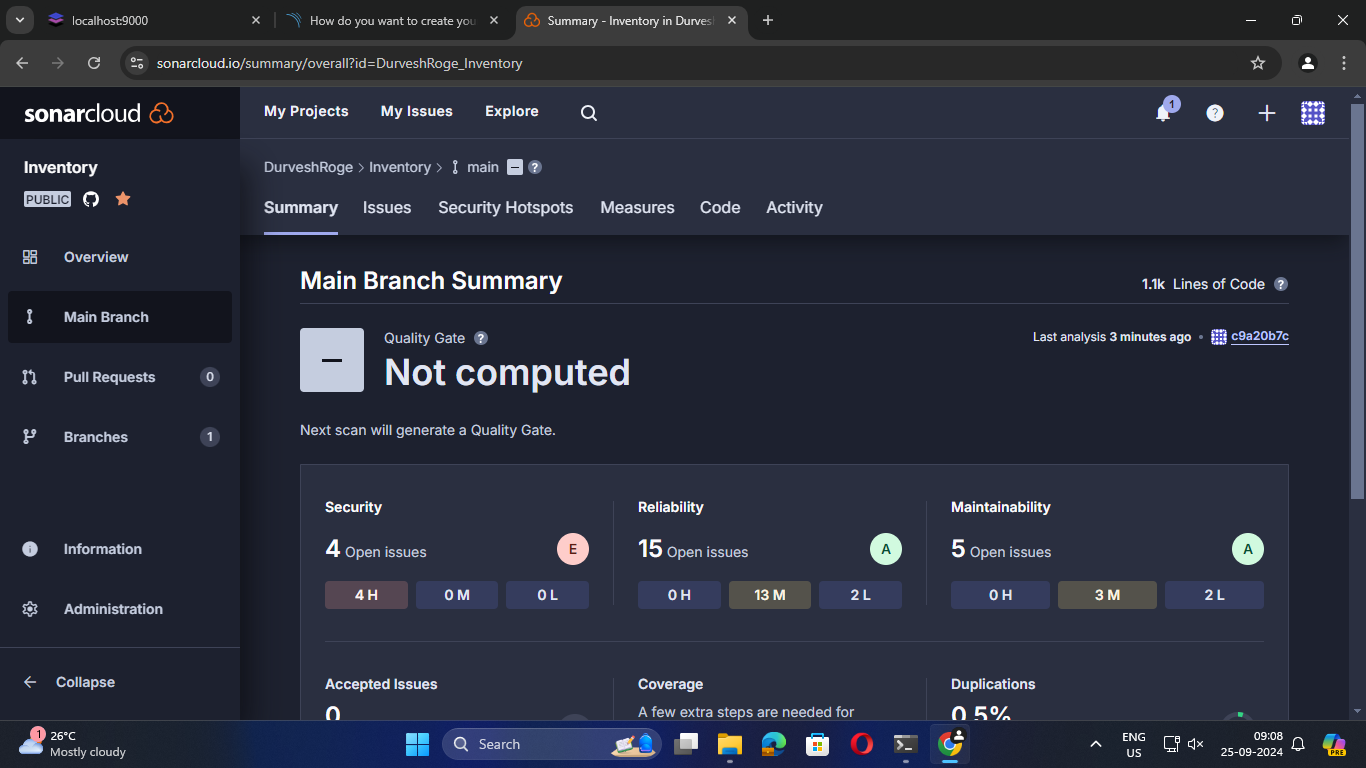 localhost:9000
How do you want to create you
Summary - Inventory in Durves
sonarcloud.io/summary/overall?id=DurveshRoge_Inventory
sonarcloud
My Projects My Issues Explore
1
?
Inventory
PUBLIC
DurveshRoge > Inventory > main ?
Summary Issues Security Hotspots Measures Code Activity
Overview
Main Branch
Pull Requests 0
Branches 1
Information
Administration
Collapse
Main Branch Summary
1.1k Lines of Code ?
Quality Gate ?
Not computed
Last analysis 3 minutes ago • c9a20b7c
Next scan will generate a Quality Gate.
Security
4 Open issues E
4 H 0 M 0 L
Reliability
15 Open issues A
0 H 13 M 2 L
Maintainability
5 Open issues A
0 H 3 M 2 L
Accepted Issues
0
Coverage
A few extra steps are needed for
Duplications
0.5%
1
26°C
Mostly cloudy
Search
ENG
US
09:08
25-09-2024
PRE